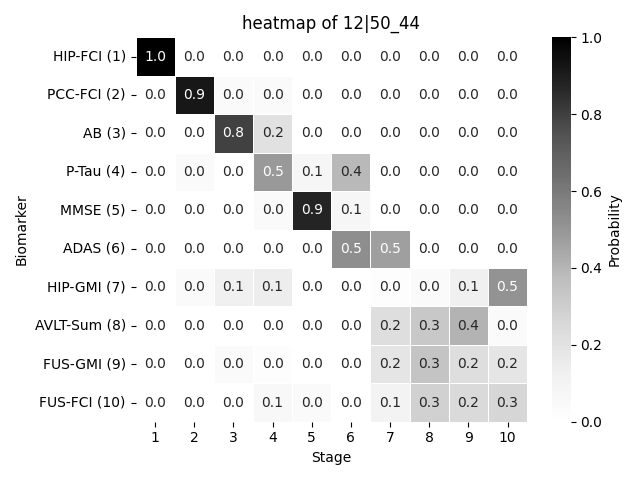 heatmap of 12|50_44
HIP-FCI (1) 1.0 0.0 0.0 0.0 0.0 0.0 0.0 0.0 0.0 0.0
PCC-FCI (2) 0.0 0.9 0.0 0.0 0.0 0.0 0.0 0.0 0.0 0.0
AB (3) 0.0 0.0 0.8 0.2 0.0 0.0 0.0 0.0 0.0 0.0
P-Tau (4) 0.0 0.0 0.0 0.5 0.1 0.4 0.0 0.0 0.0 0.0
MMSE (5) 0.0 0.0 0.0 0.0 0.9 0.1 0.0 0.0 0.0 0.0
ADAS (6) 0.0 0.0 0.0 0.0 0.0 0.5 0.5 0.0 0.0 0.0
HIP-GMI (7) 0.0 0.0 0.1 0.1 0.0 0.0 0.0 0.0 0.1 0.5
AVLT-Sum (8) 0.0 0.0 0.0 0.0 0.0 0.0 0.2 0.3 0.4 0.0
FUS-GMI (9) 0.0 0.0 0.0 0.0 0.0 0.0 0.2 0.3 0.2 0.2
FUS-FCI (10) 0.0 0.0 0.0 0.1 0.0 0.0 0.1 0.3 0.2 0.3
1 2 3 4 5 6 7 8 9 10
Stage
Biomarker
1.0
0.8
0.6
0.4
0.2
0.0
Probability